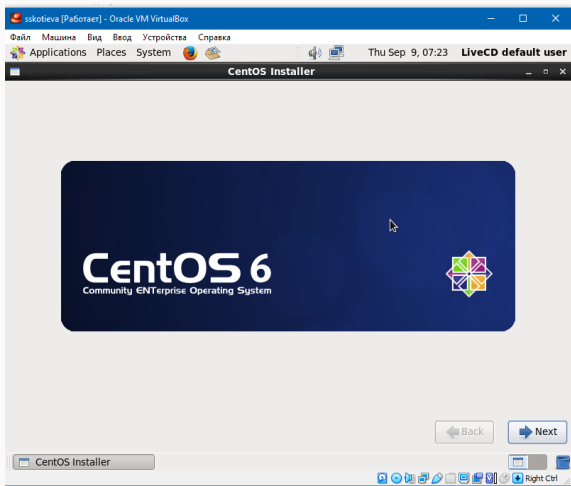 sskotieva [Работает] - Oracle VM VirtualBox
Файл Машина Вид Ввод Устройства Справка
Applications Places System Thu Sep 9, 07:23 LiveCD default user
CentOS Installer
CentOS 6
Community ENTerprise Operating System
Back Next
CentOS Installer
Right Ctrl